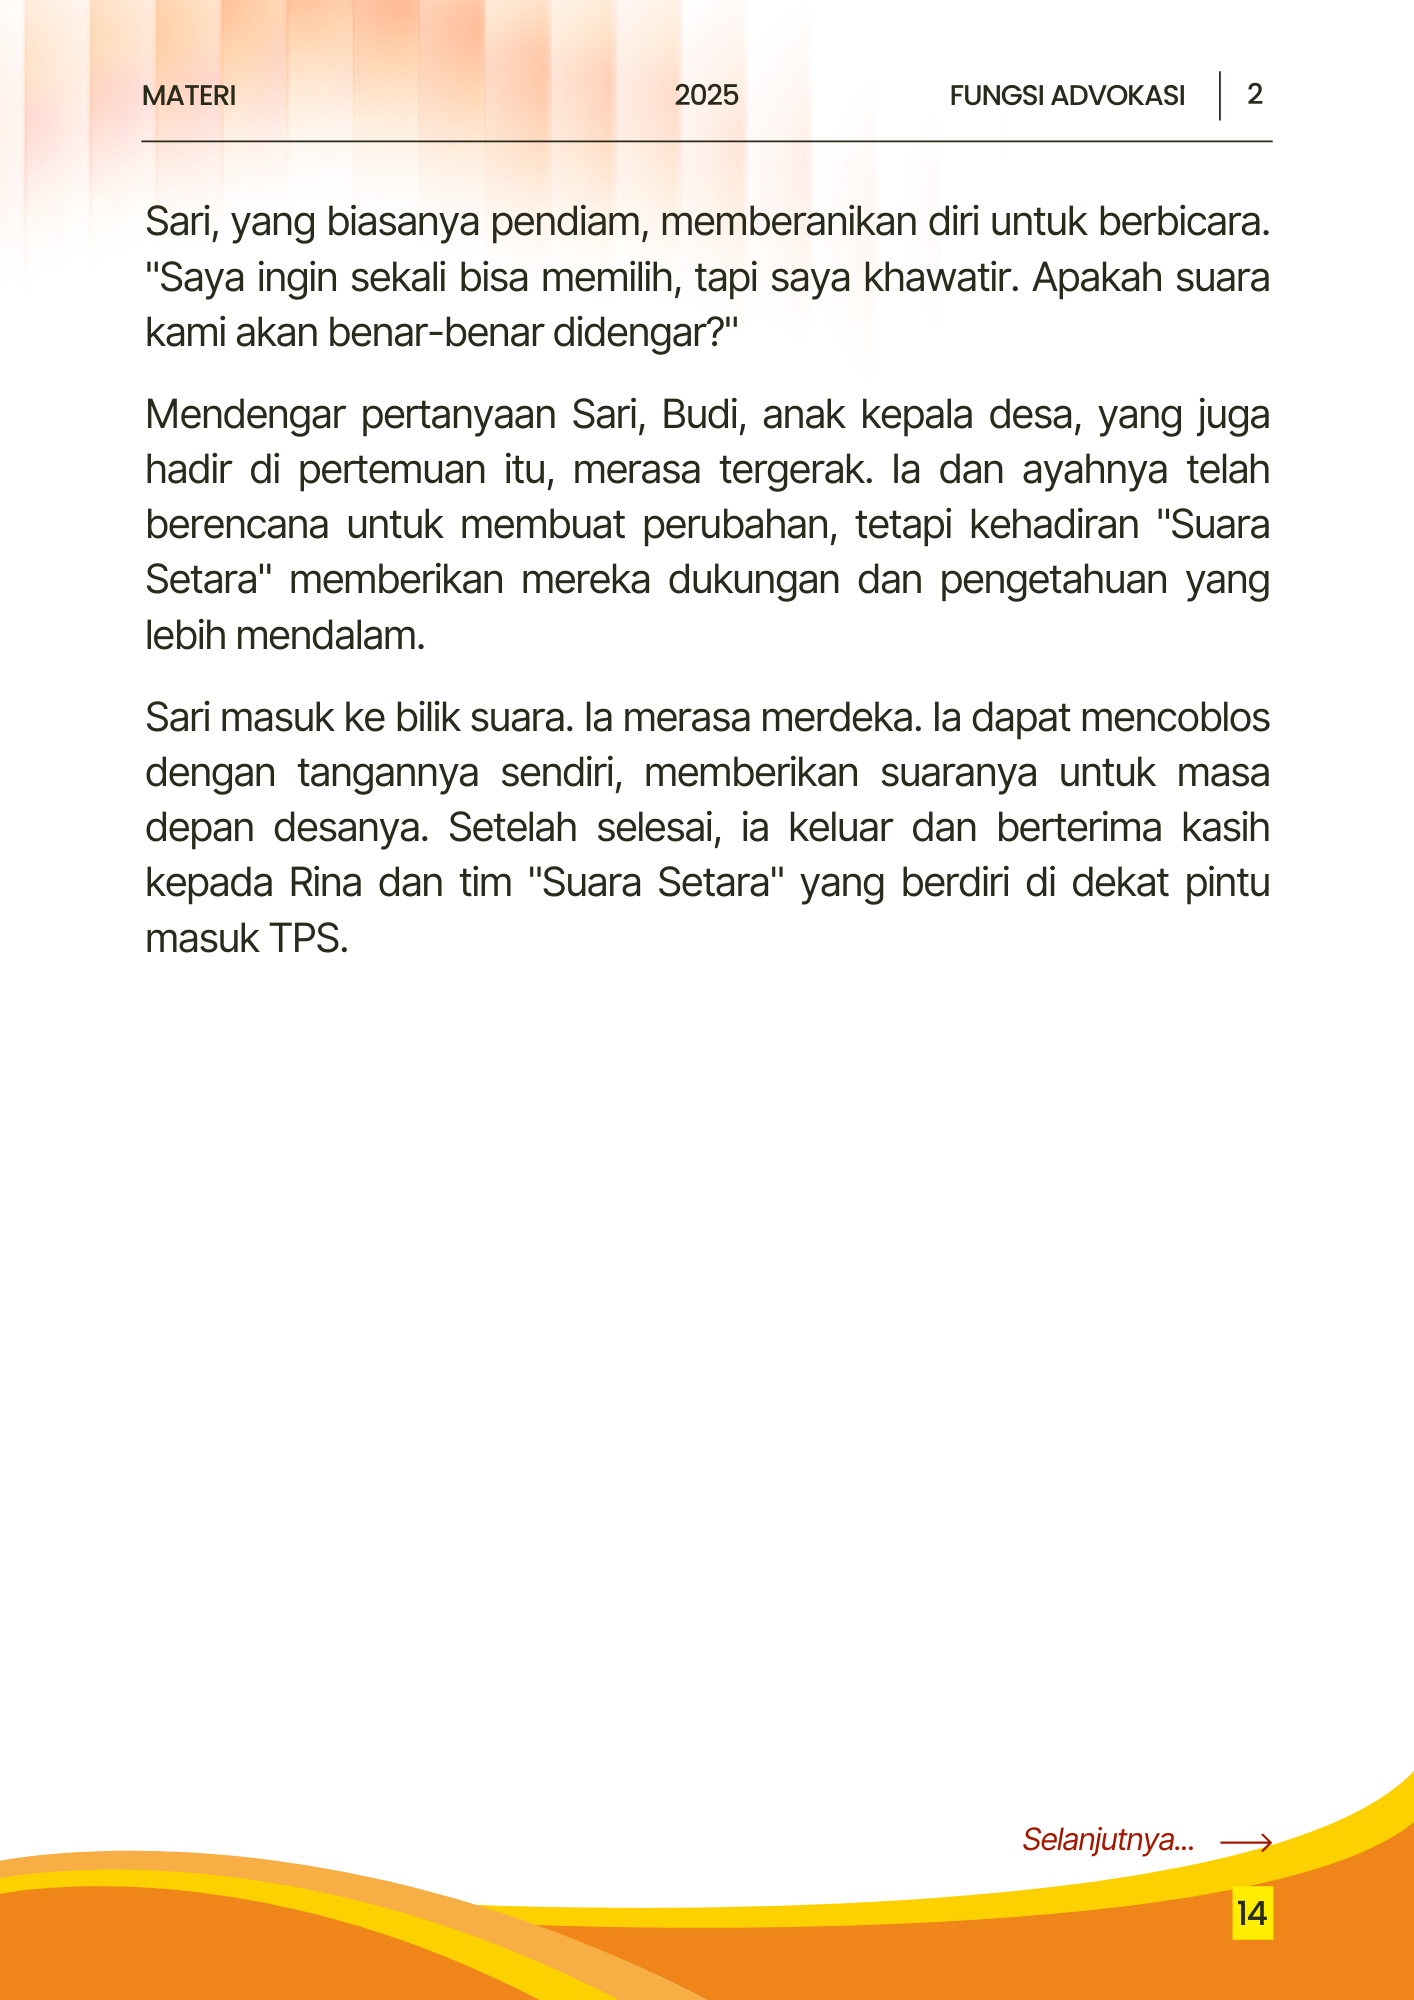 MATERI
2025
FUNGSI ADVOKASI
2
Sari, yang biasanya pendiam, memberanikan diri untuk berbicara.
"Saya ingin sekali bisa memilih, tapi saya khawatir. Apakah suara
kami akan benar-benar didengar?"
Mendengar pertanyaan Sari, Budi, anak kepala desa, yang juga
hadir di pertemuan itu, merasa tergerak. Ia dan ayahnya telah
berencana untuk membuat perubahan, tetapi kehadiran "Suara
Setara" memberikan mereka dukungan dan pengetahuan yang
lebih mendalam.
Sari masuk ke bilik suara. Ia merasa merdeka. Ia dapat mencoblos
dengan tangannya sendiri, memberikan suaranya untuk masa
depan desanya. Setelah selesai, ia keluar dan berterima kasih
kepada Rina dan tim "Suara Setara" yang berdiri di dekat pintu
masuk TPS.
Selanjutnya...
14